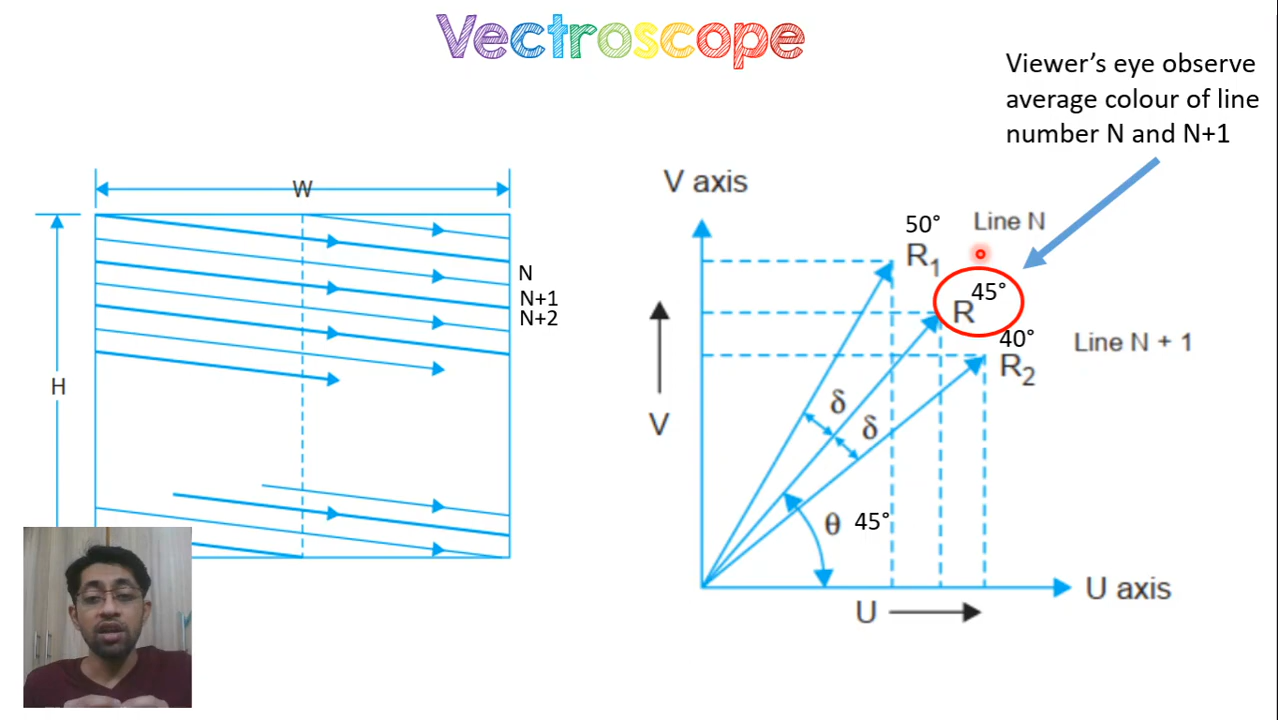 Vectroscope
Viewer’s eye observe
average colour of line
number N and N+1
W
H
N
N+1
N+2
V axis
50°
Line N
R1
45°
R
40°
Line N + 1
R2
δ
δ
V
θ 45°
U axis
U